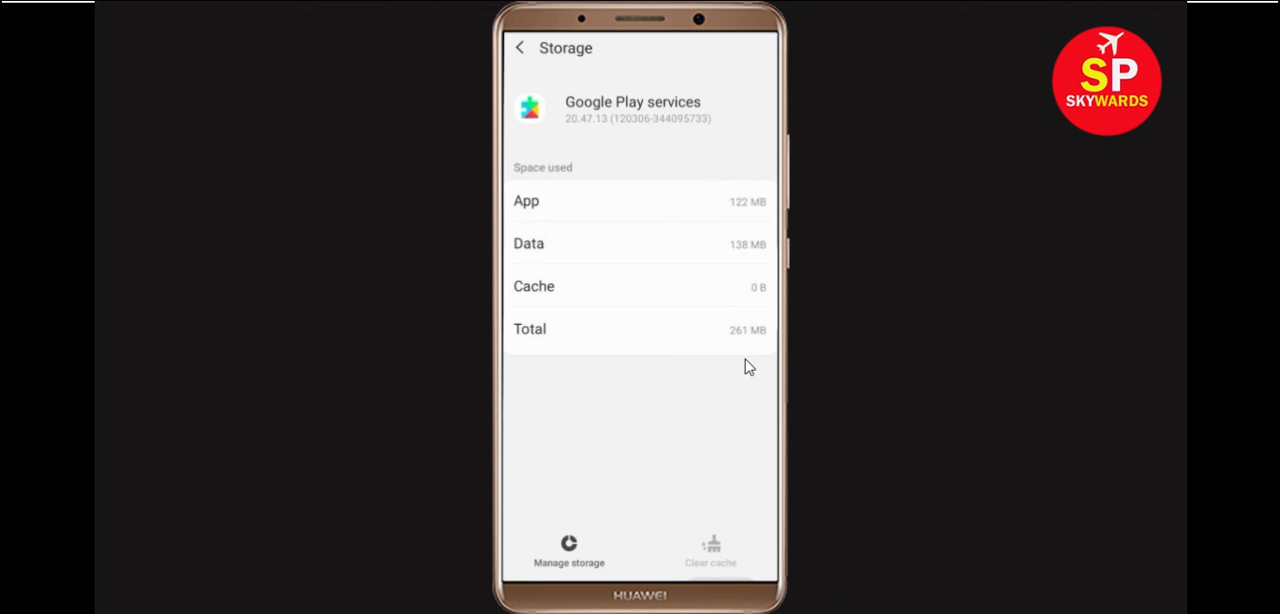 Storage
Google Play services
20.47.13 (120306-344095733)
Space used
App 122 MB
Data 138 MB
Cache 0 B
Total 261 MB
Manage storage
Clear cache
HUAWEI
SP
SKYWARDS